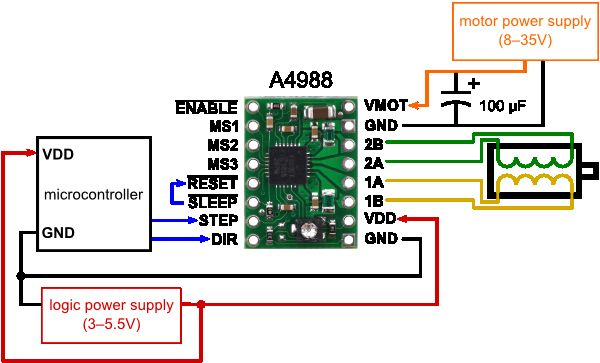 motor power supply
(8–35V)
A4988
+
100 µF
ENABLE
VMOT
MS1
GND
MS2
2B
MS3
2A
RESET
1A
SLEEP
1B
STEP
VDD
DIR
GND
VDD
microcontroller
GND
logic power supply
(3–5.5V)